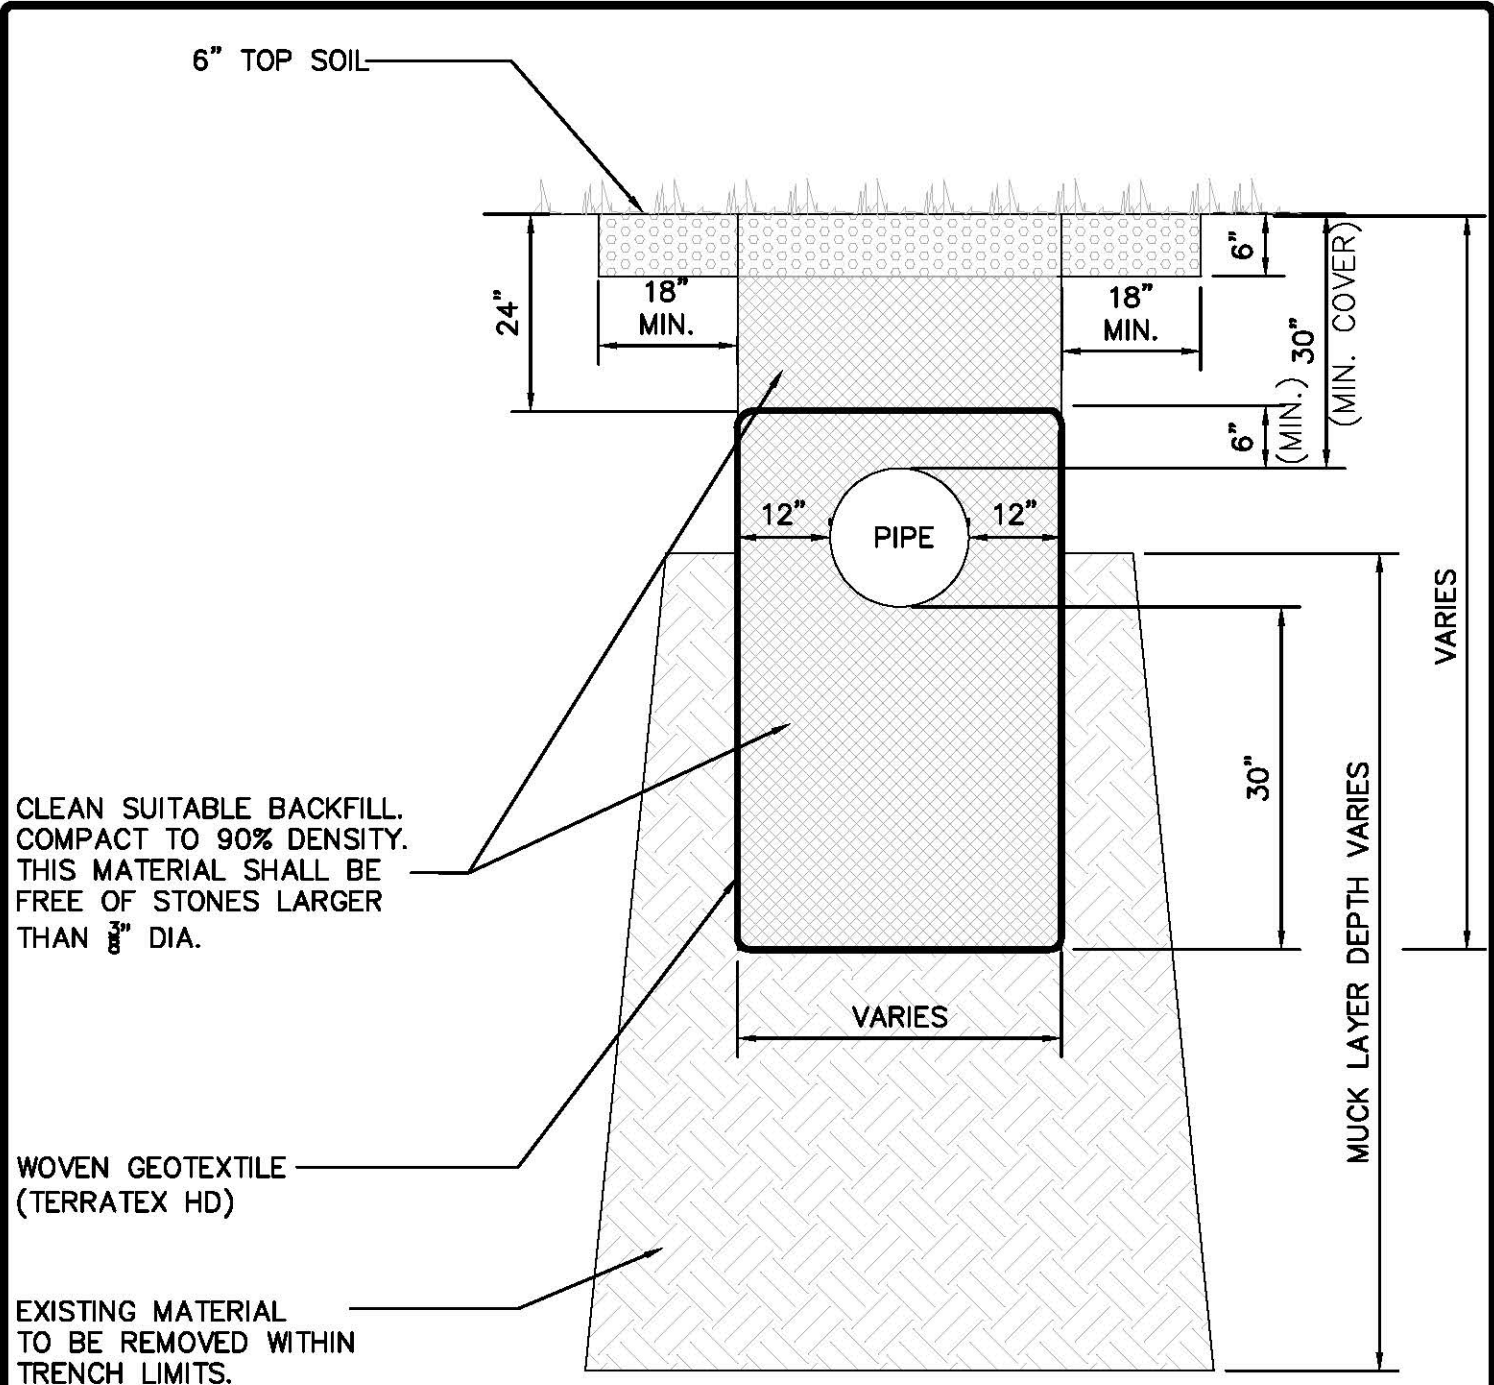 6" TOP SOIL
24"
18"
MIN.
18"
MIN.
6"
30"
(MIN. COVER)
6"
(MIN.)
12"
PIPE
12"
VARIES
30"
MUCK LAYER DEPTH VARIES
CLEAN SUITABLE BACKFILL.
COMPACT TO 90% DENSITY.
THIS MATERIAL SHALL BE
FREE OF STONES LARGER
THAN 3/8" DIA.
VARIES
WOVEN GEOTEXTILE
(TERRATEX HD)
EXISTING MATERIAL
TO BE REMOVED WITHIN
TRENCH LIMITS.